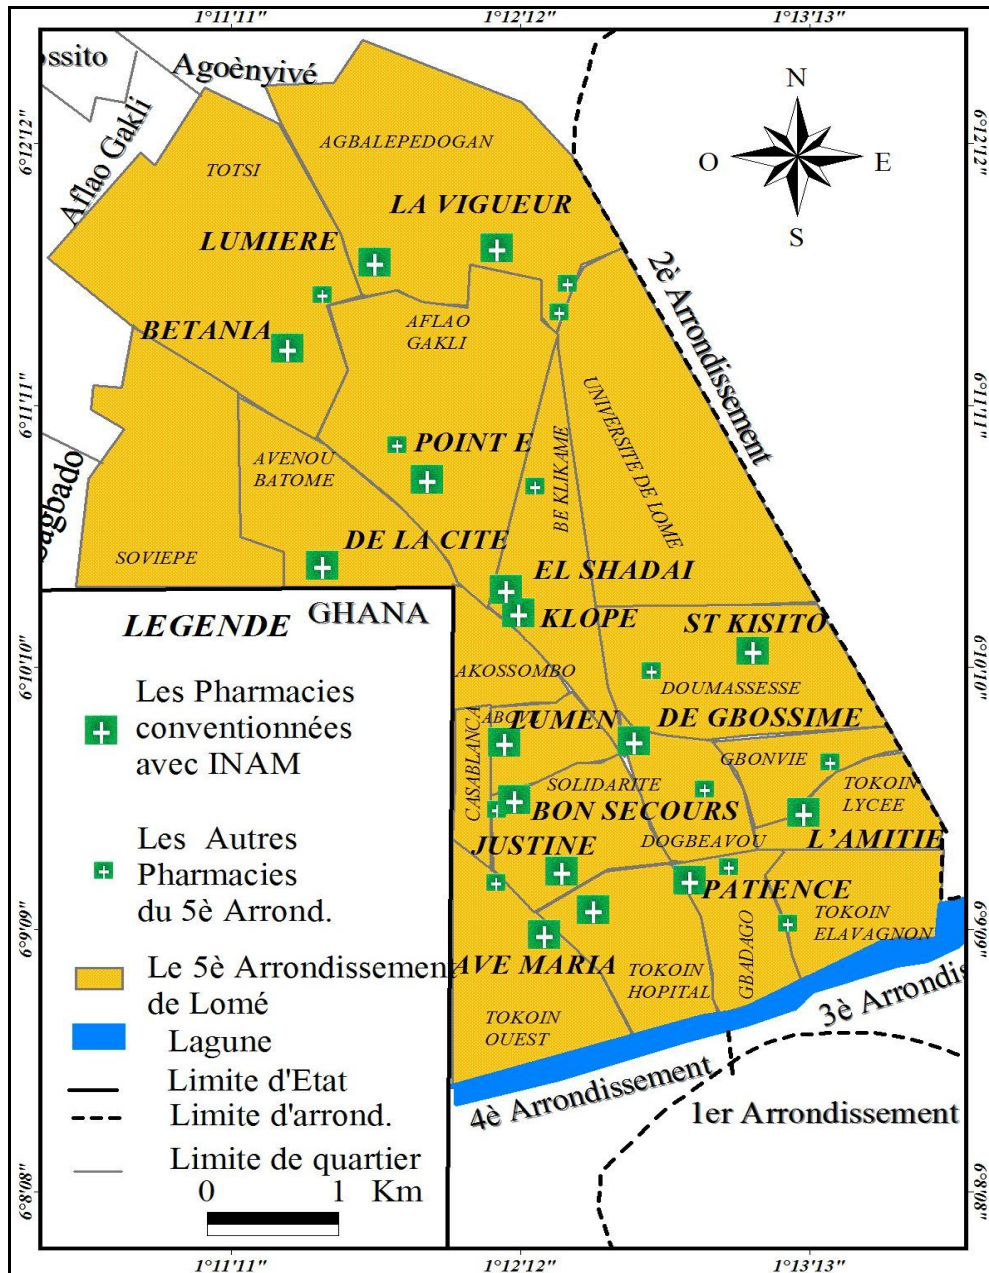 1°11'11"
1°12'12"
1°13'13"
6°12'12"
6°11'11"
6°10'10"
6°9'09"
6°8'08"
ossito
Agoènyivé
Aflao Gakli
N
O
E
S
AGBALEPEDOGAN
TOTSI
LA VIGUEUR
LUMIERE
2è Arrondissement
BETANIA
AFLAO
GAKLI
UNIVERSITE DE LOME
BE KLIKAME
POINT E
AVENOU
BATOME
DE LA CITE
SOVIEPE
EL SHADAI
KLOPE
ST KISITO
AKOSSOMBO
DOUMASSESSE
LUMEN
DE GBOSSIME
CASABLANCA
GBONVIE
SOLIDARITE
TOKOIN
LYCEE
BON SECOURS
JUSTINE
DOGBEAVOU
L'AMITIE
PATIENCE
TOKOIN
ELAVAGNON
GBADAGO
AVE MARIA
TOKOIN
HOPITAL
TOKOIN
OUEST
3è Arrondis
4è Arrondissement
1er Arrondissement
GHANA
LEGENDE
Les Pharmacies
conventionnées
avec INAM
Les Autres
Pharmacies
du 5è Arrond.
Le 5è Arrondissement
de Lomé
Lagune
Limite d'Etat
Limite d'arrond.
Limite de quartier
0 1 Km
6°12'12"
6°11'11"
6°10'10"
6°9'09"
6°8'08"
1°11'11"
1°12'12"
1°13'13"